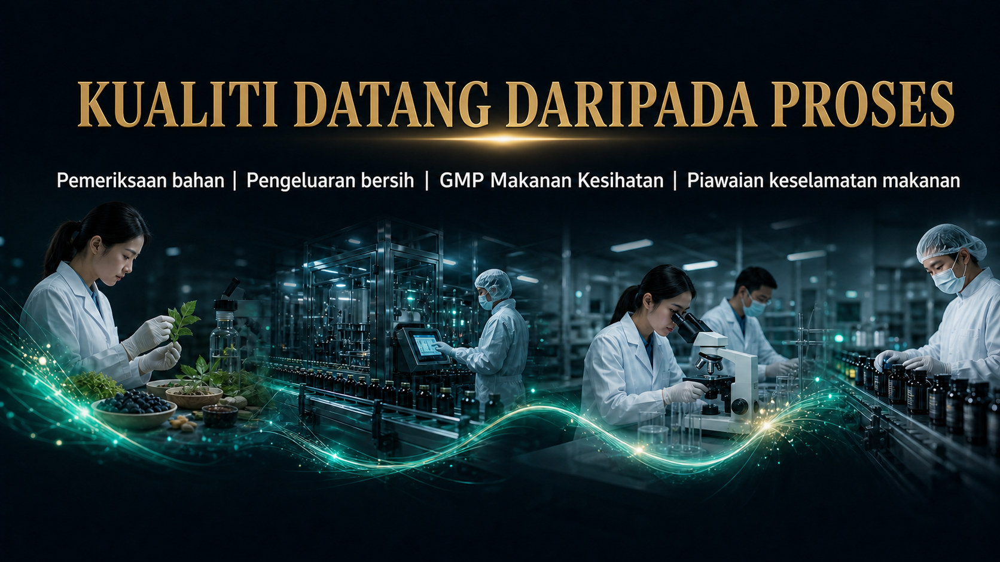 KUALITI DATANG DARIPADA PROSES
Pemeriksaan bahan | Pengeluaran bersih | GMP Makanan Kesihatan | Piawaian keselamatan makanan